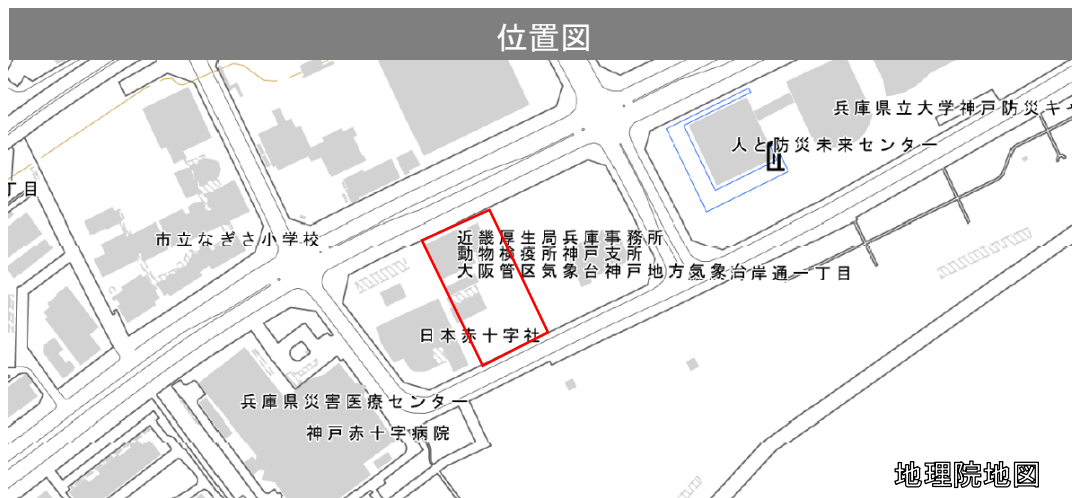 位置図
兵庫県立大学神戸防災キャ
人と防災未来センター
丁目
市立なぎさ小学校
近畿厚生局兵庫事務所
動物検疫所神戸支所
大阪管区気象台神戸地方気象台岸通一丁目
日本赤十字社
兵庫県災害医療センター
神戸赤十字病院
地理院地図